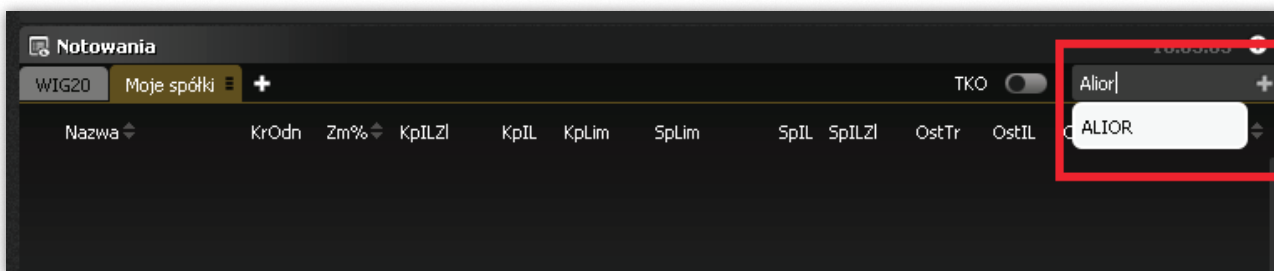 Notowania
WIG20 Moje spółki TKO Alior
Nazwa KrOdn Zm% KpILZl KpIL KpLim SpLim SpIL SpILZl OstTr OstIL ALIOR